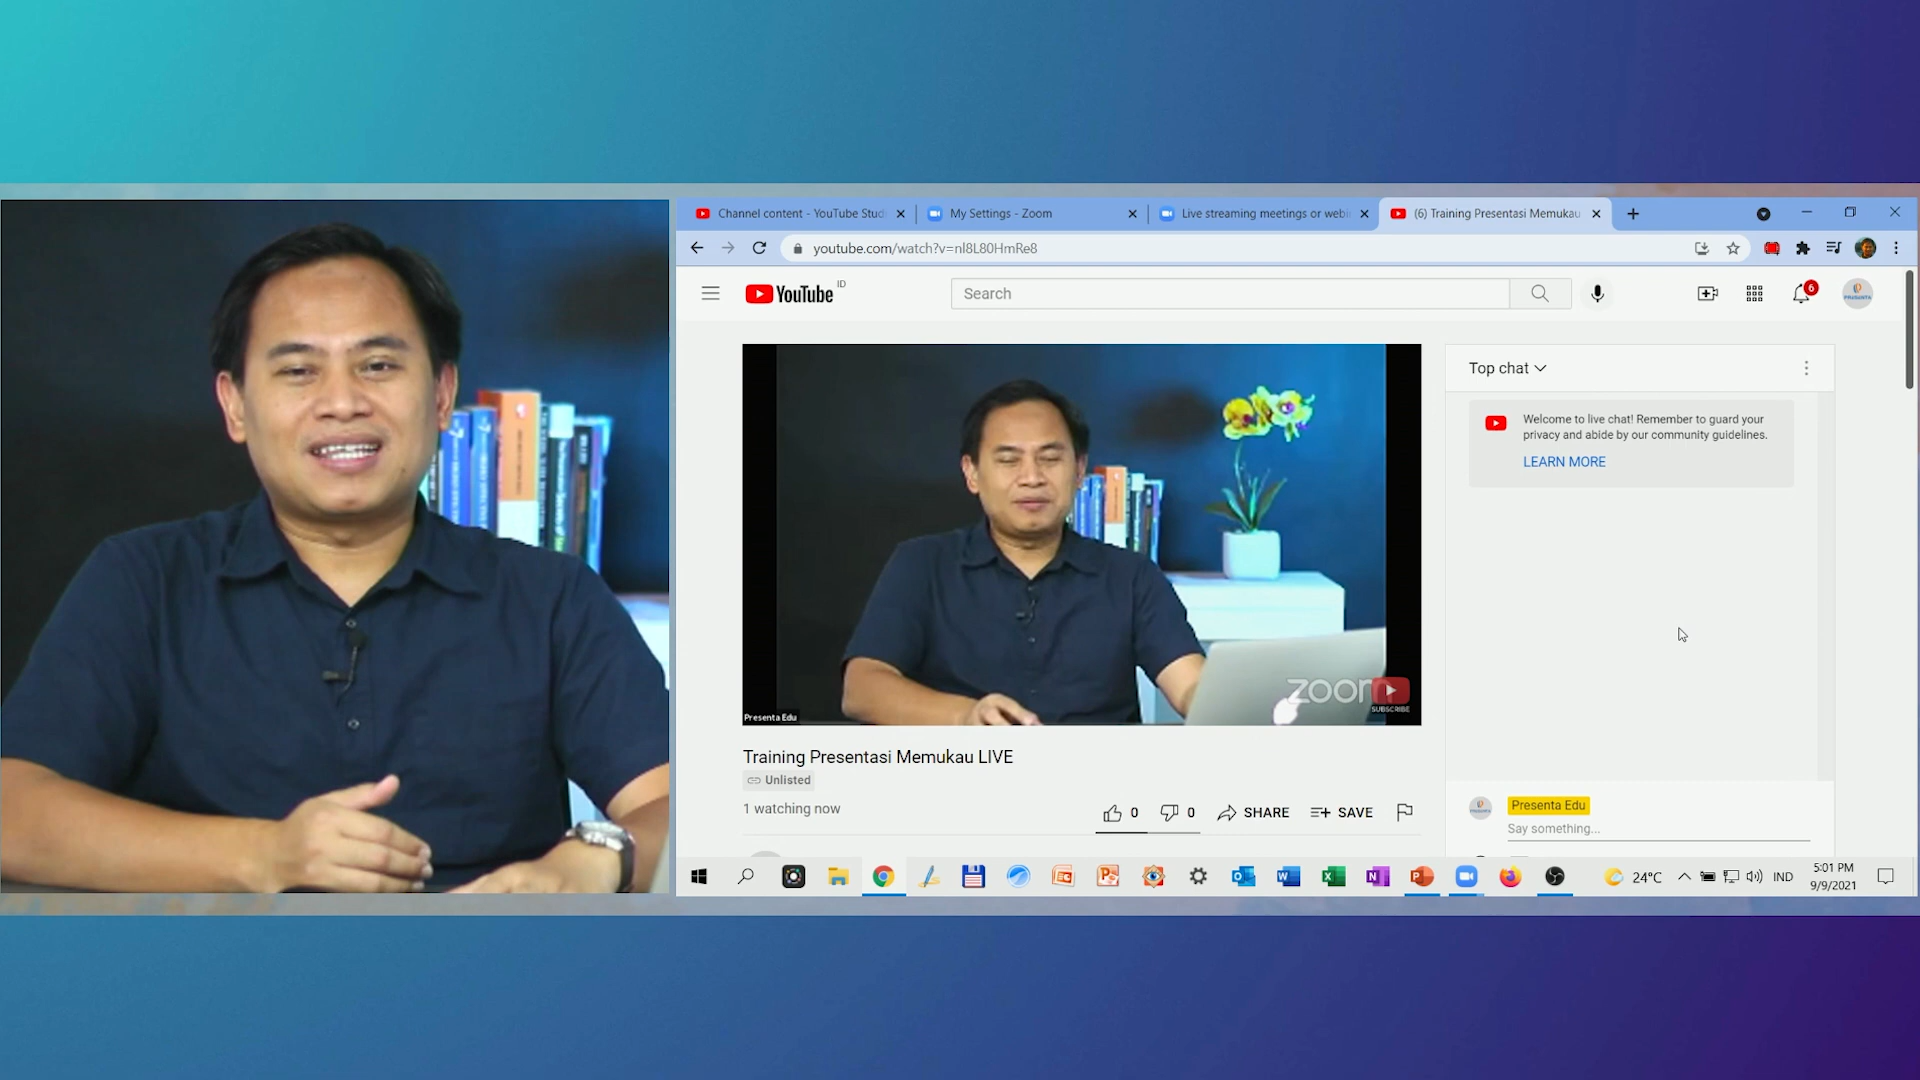 Channel content - YouTube Stud
My Settings - Zoom
Live streaming meetings or webi
(6) Training Presentasi Memukau
youtube.com/watch?v=nl8L80HmRe8
YouTube ID
Search
6
Top chat
Welcome to live chat! Remember to guard your
privacy and abide by our community guidelines.
LEARN MORE
zoom
SUBSCRIBE
Presenta Edu
Training Presentasi Memukau LIVE
Unlisted
1 watching now
0
0
SHARE
SAVE
Presenta Edu
Say something...
24°C
IND
5:01 PM
9/9/2021